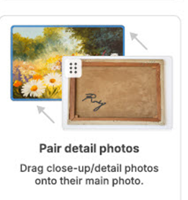 Pair detail photos
Drag close-up/detail photos
onto their main photo.